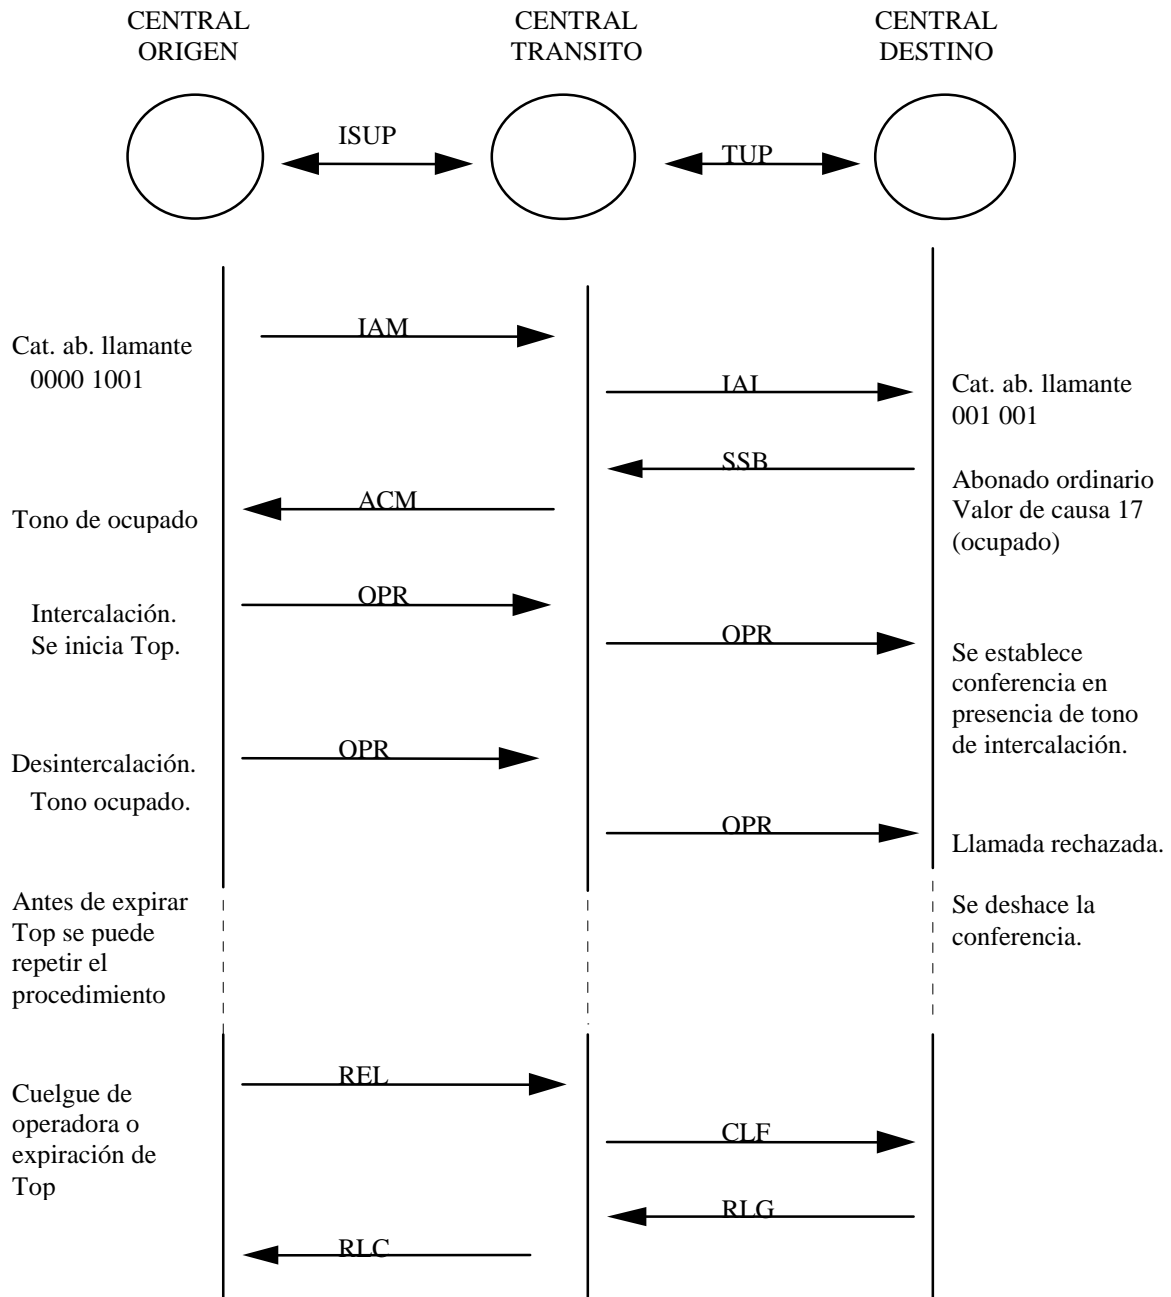 CENTRAL
ORIGEN
CENTRAL
TRANSITO
CENTRAL
DESTINO
ISUP
TUP
IAM
Cat. ab. llamante
0000 1001
IAI
Cat. ab. llamante
001 001
SSB
Abonado ordinario
Valor de causa 17
(ocupado)
ACM
Tono de ocupado
OPR
Intercalación.
Se inicia Top.
OPR
Se establece
conferencia en
presencia de tono
de intercalación.
OPR
Desintercalación.
Tono ocupado.
OPR
Llamada rechazada.
Antes de expirar
Top se puede
repetir el
procedimiento
Se deshace la
conferencia.
REL
Cuelgue de
operadora o
expiración de
Top
CLF
RLG
RLC